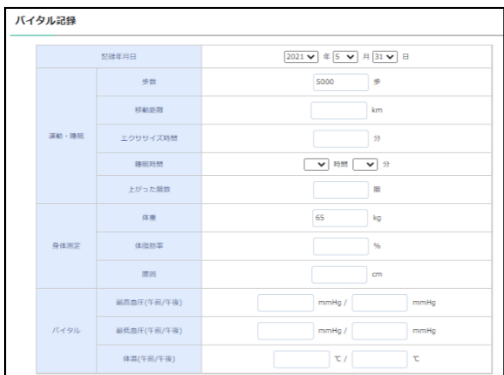 バイタル記録
記録年月日 2021 年 5 月 31 日
運動・睡眠
歩数 5000 歩
移動距離 km
エクササイズ時間 分
睡眠時間 時間 分
上がった階数 階
身体測定
体重 65 kg
体脂肪率 %
腹囲 cm
バイタル
最高血圧(午前/午後) mmHg / mmHg
最低血圧(午前/午後) mmHg / mmHg
体温(午前/午後) ℃ / ℃